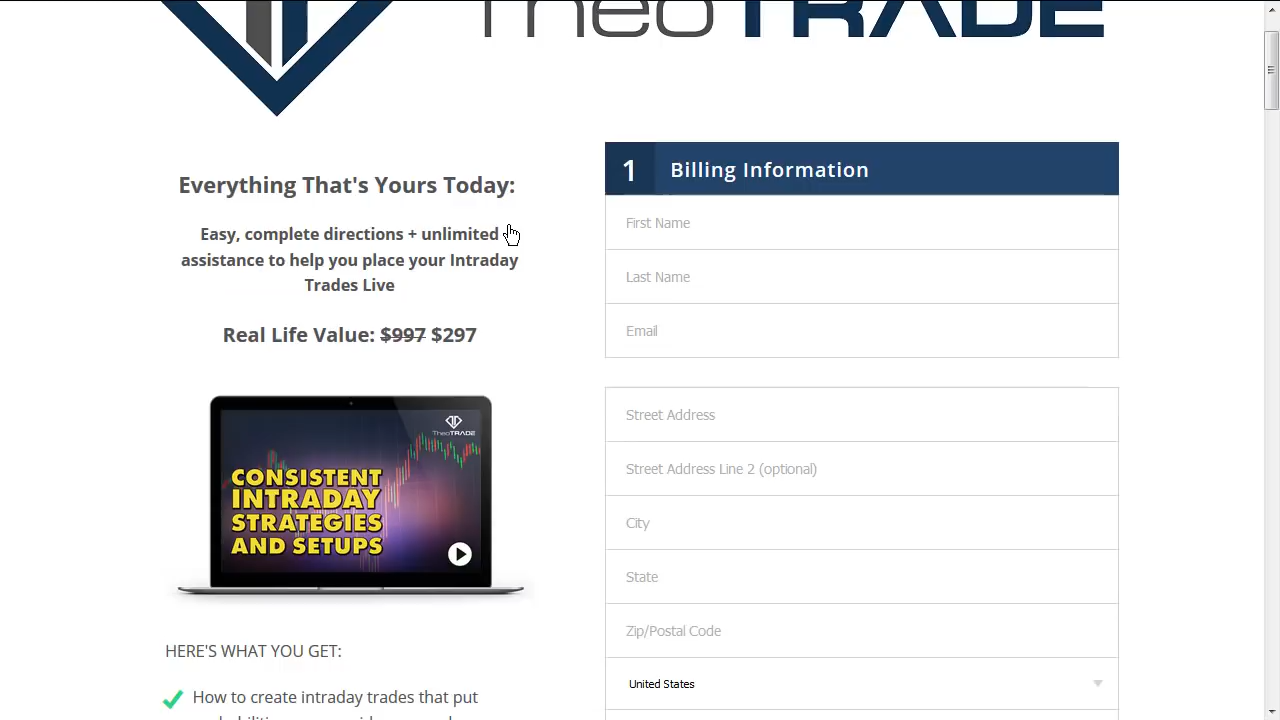 TheoTRADE
Everything That's Yours Today:
Easy, complete directions + unlimited
assistance to help you place your Intraday
Trades Live
Real Life Value: $997 $297
TheoTRADE
CONSISTENT
INTRADAY
STRATEGIES
AND SETUPS
HERE'S WHAT YOU GET:
How to create intraday trades that put
1 Billing Information
First Name
Last Name
Email
Street Address
Street Address Line 2 (optional)
City
State
Zip/Postal Code
United States